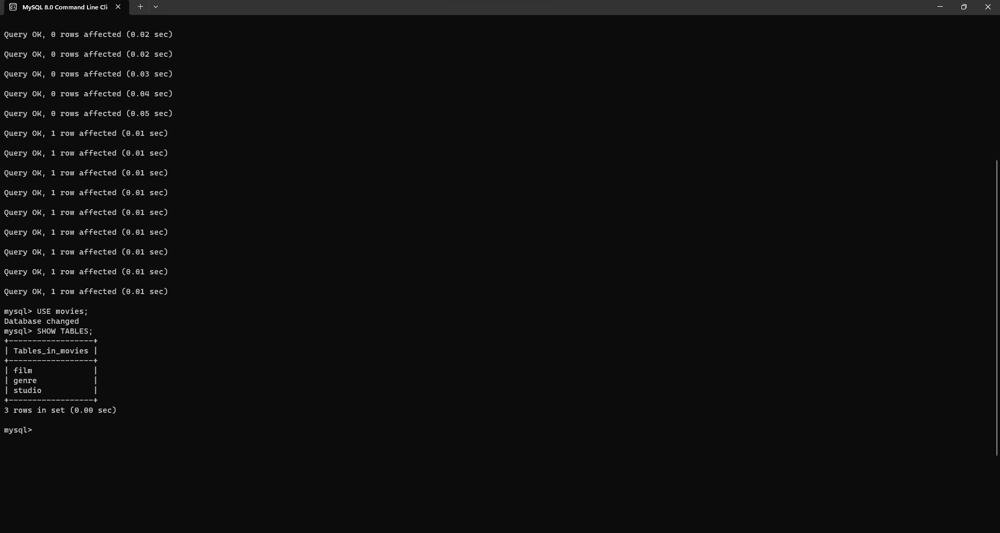 MySQL 8.0 Command Line Cli
Query OK, 0 rows affected (0.02 sec)
Query OK, 0 rows affected (0.02 sec)
Query OK, 0 rows affected (0.03 sec)
Query OK, 0 rows affected (0.04 sec)
Query OK, 0 rows affected (0.05 sec)
Query OK, 1 row affected (0.01 sec)
Query OK, 1 row affected (0.01 sec)
Query OK, 1 row affected (0.01 sec)
Query OK, 1 row affected (0.01 sec)
Query OK, 1 row affected (0.01 sec)
Query OK, 1 row affected (0.01 sec)
Query OK, 1 row affected (0.01 sec)
Query OK, 1 row affected (0.01 sec)
Query OK, 1 row affected (0.01 sec)
mysql> USE movies;
Database changed
mysql> SHOW TABLES;
+------------------+
| Tables_in_movies |
+------------------+
| film             |
| genre            |
| studio           |
+------------------+
3 rows in set (0.00 sec)
mysql>